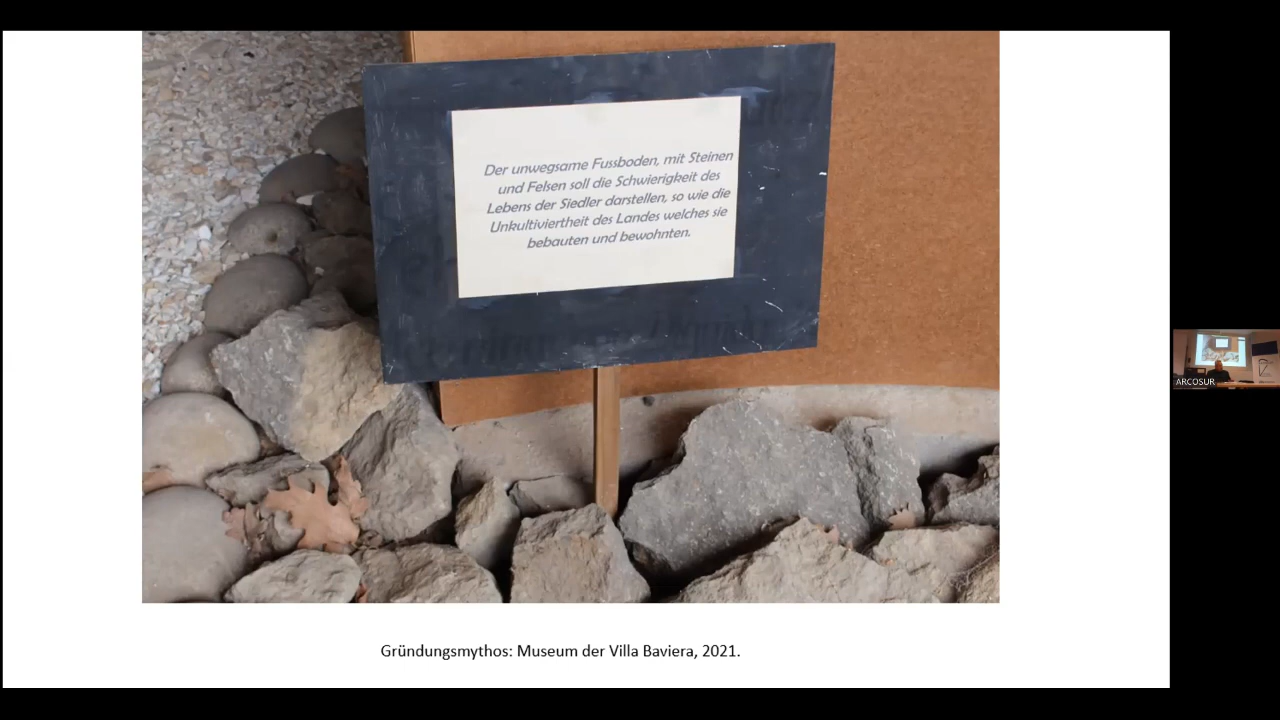 Der unwegsame Fussboden, mit Steinen
und Felsen soll die Schwierigkeit des
Lebens der Siedler darstellen, so wie die
Unkultiviertheit des Landes welches sie
bebauten und bewohnten.
Gründungsmythos: Museum der Villa Baviera, 2021.
ARCOSUR